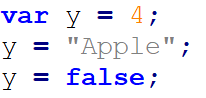 var y = 4;
y = "Apple";
y = false;